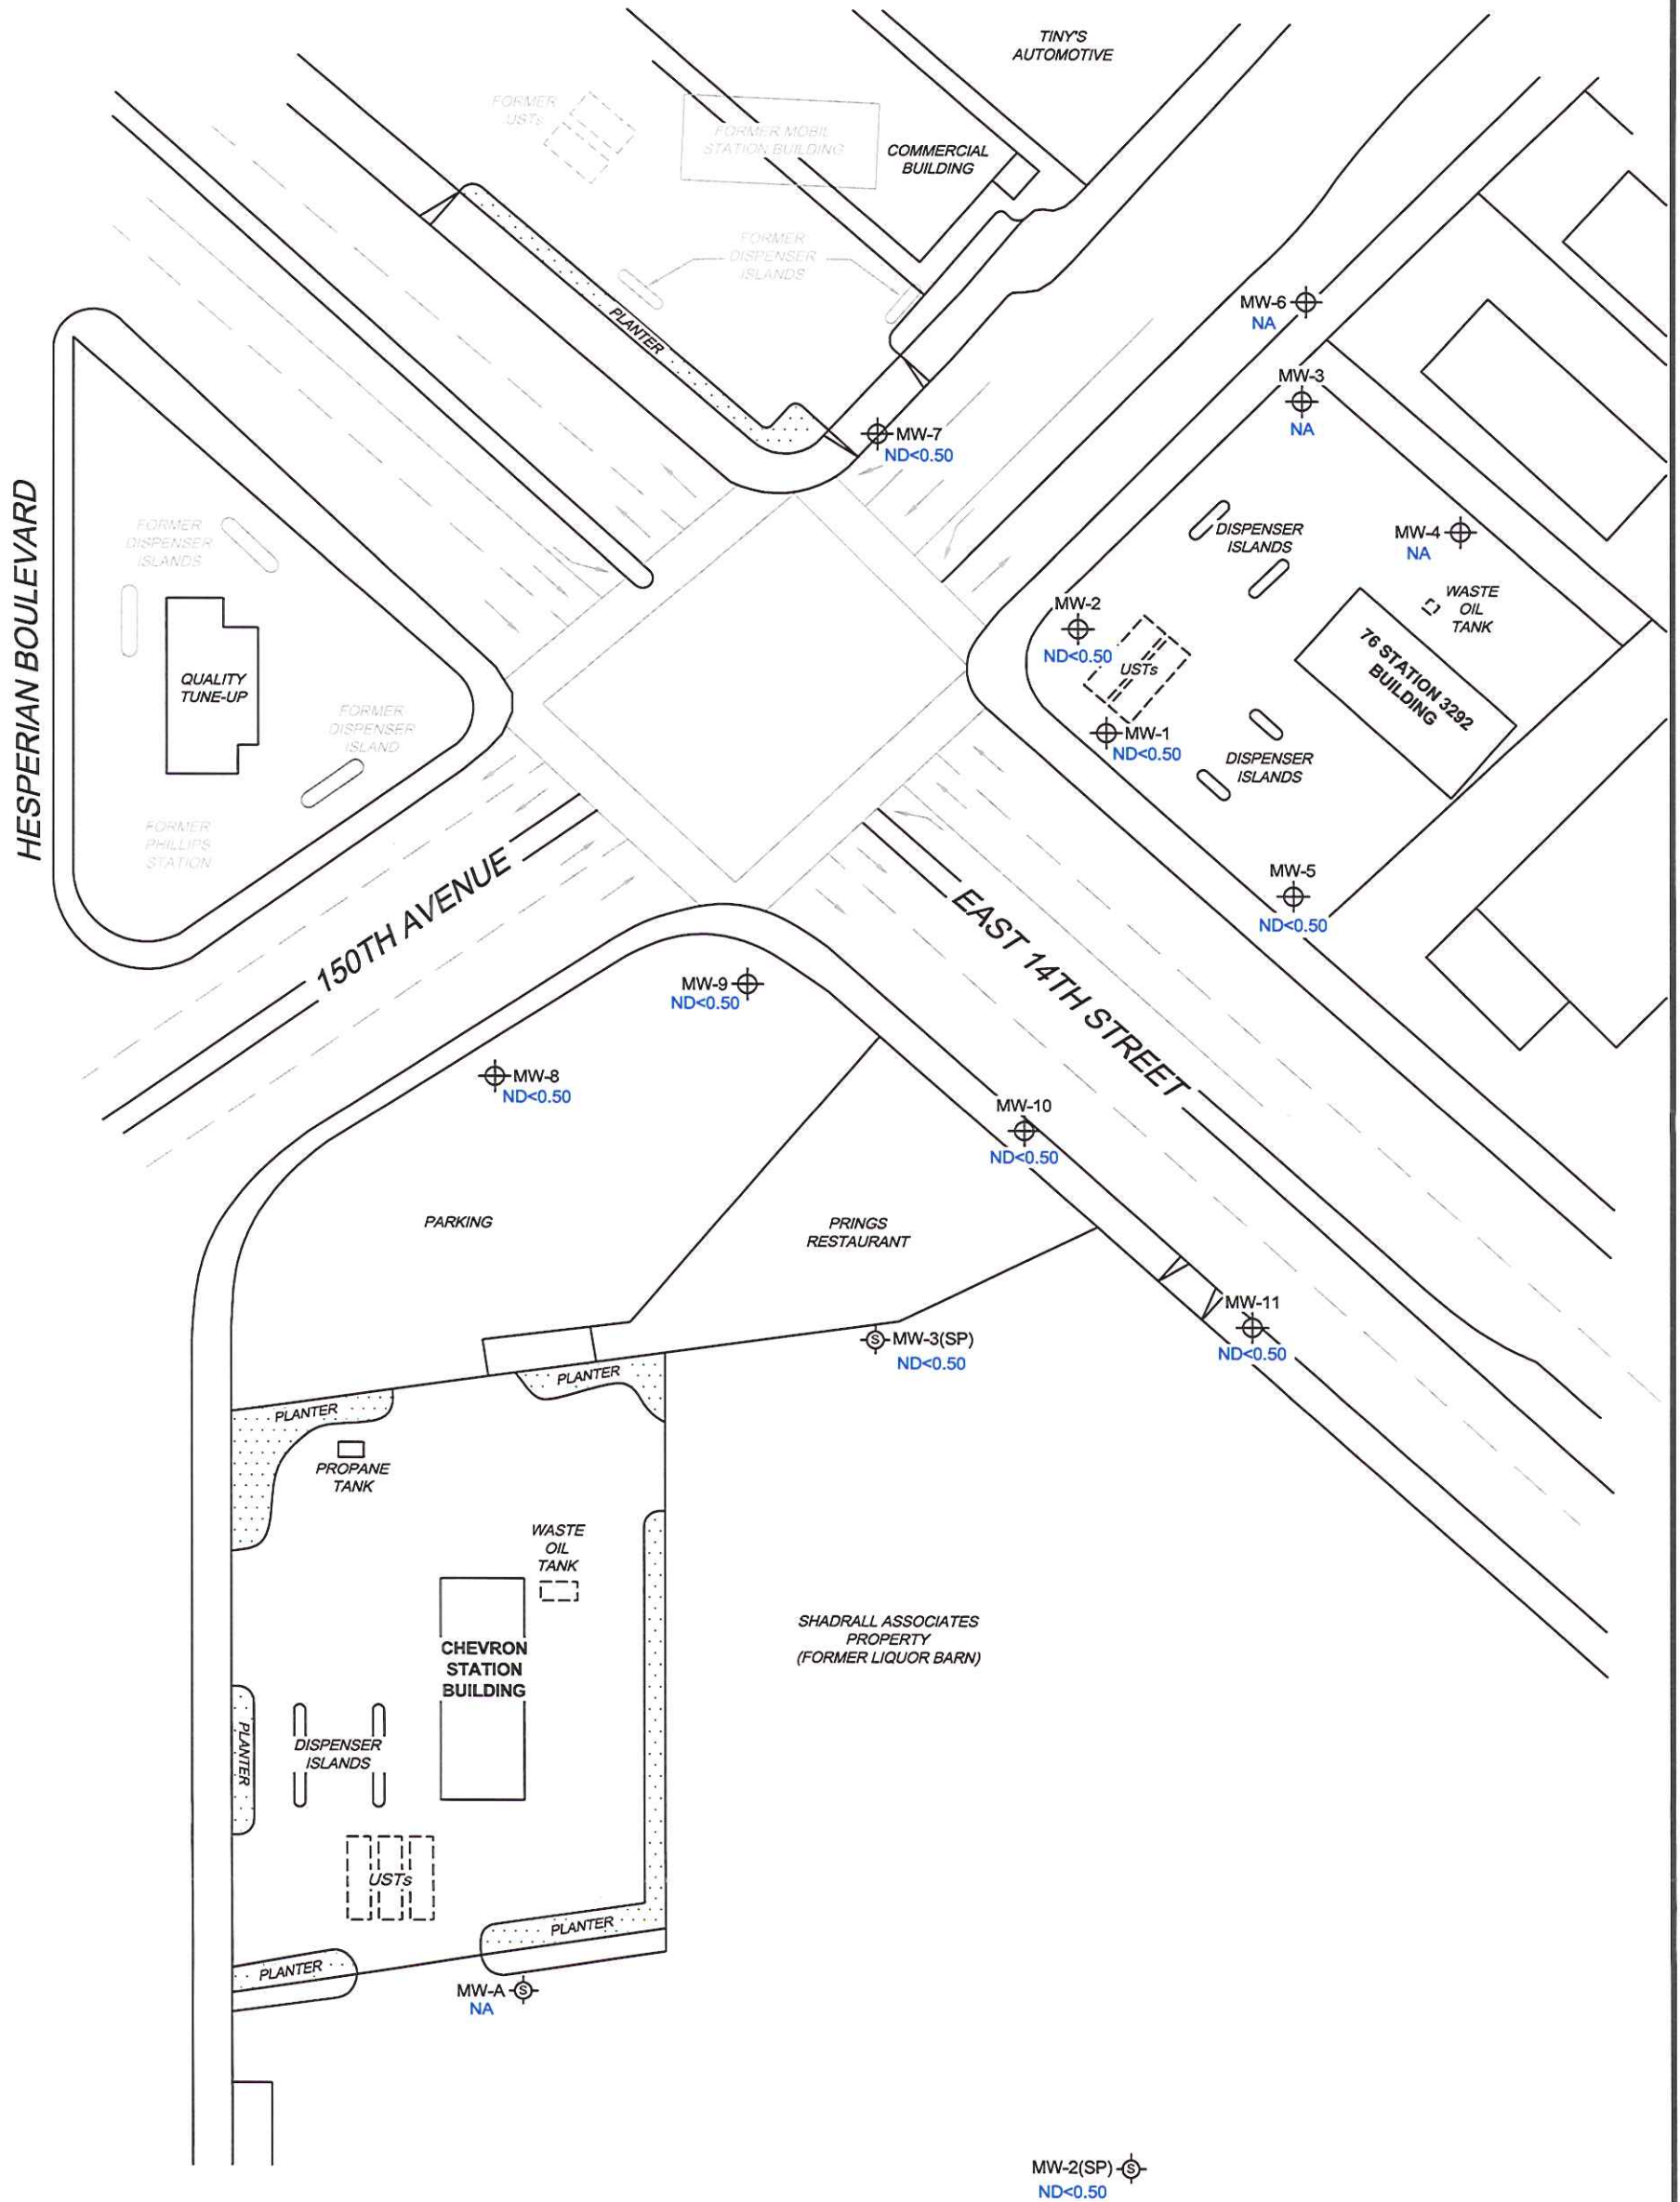 TINY'S
AUTOMOTIVE
FORMER
USTs
FORMER MOBIL
STATION BUILDING
COMMERCIAL
BUILDING
FORMER
DISPENSER
ISLANDS
PLANTER
MW-6
NA
MW-3
NA
MW-7
ND<0.50
HESPERIAN BOULEVARD
FORMER
DISPENSER
ISLANDS
DISPENSER
ISLANDS
MW-4
NA
WASTE
OIL
TANK
MW-2
ND<0.50
USTs
76 STATION 3292
BUILDING
QUALITY
TUNE-UP
FORMER
DISPENSER
ISLAND
MW-1
ND<0.50
DISPENSER
ISLANDS
FORMER
PHILLIPS
STATION
150TH AVENUE
EAST 14TH STREET
MW-5
ND<0.50
MW-9
ND<0.50
MW-8
ND<0.50
MW-10
ND<0.50
PARKING
PRINGS
RESTAURANT
MW-11
ND<0.50
MW-3(SP)
ND<0.50
S
PLANTER
PLANTER
PROPANE
TANK
WASTE
OIL
TANK
SHADRALL ASSOCIATES
PROPERTY
(FORMER LIQUOR BARN)
CHEVRON
STATION
BUILDING
PLANTER
DISPENSER
ISLANDS
USTs
PLANTER
PLANTER
MW-A
S
NA
MW-2(SP)
S
ND<0.50